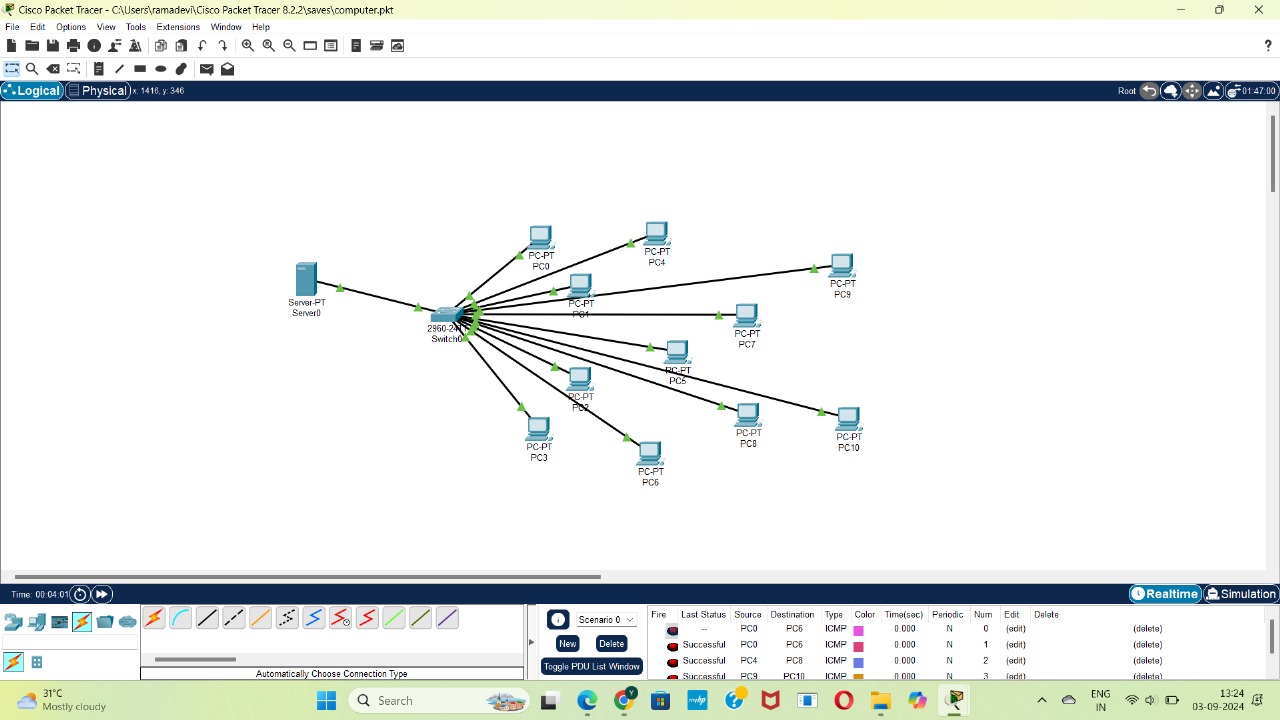 Cisco Packet Tracer - C:\Users\ramadevi\Cisco Packet Tracer 8.2.2\saves\computer.pkt
File Edit Options View Tools Extensions Window Help
?
Logical Physical x: 1416, y: 346 Root 01:47:00
PC-PT
PC0
PC-PT
PC4
PC-PT
PC9
Server-PT
Server0
PC-PT
PC1
2960-24TT
Switch0
PC-PT
PC7
PC-PT
PC5
PC-PT
PC2
PC-PT
PC8
PC-PT
PC10
PC-PT
PC3
PC-PT
PC6
Time: 00:04:01 Realtime Simulation
Scenario 0
New Delete
Toggle PDU List Window
Fire Last Status Source Destination Type Color Time(sec) Periodic Num Edit Delete
-- PC0 PC6 ICMP 0.000 N 0 (edit) (delete)
Successful PC0 PC6 ICMP 0.000 N 1 (edit) (delete)
Successful PC4 PC8 ICMP 0.000 N 2 (edit) (delete)
Successful PC9 PC10 ICMP 0.000 N 3 (edit) (delete)
Automatically Choose Connection Type
31°C
Mostly cloudy
Search
ENG
IN
13:24
03-09-2024